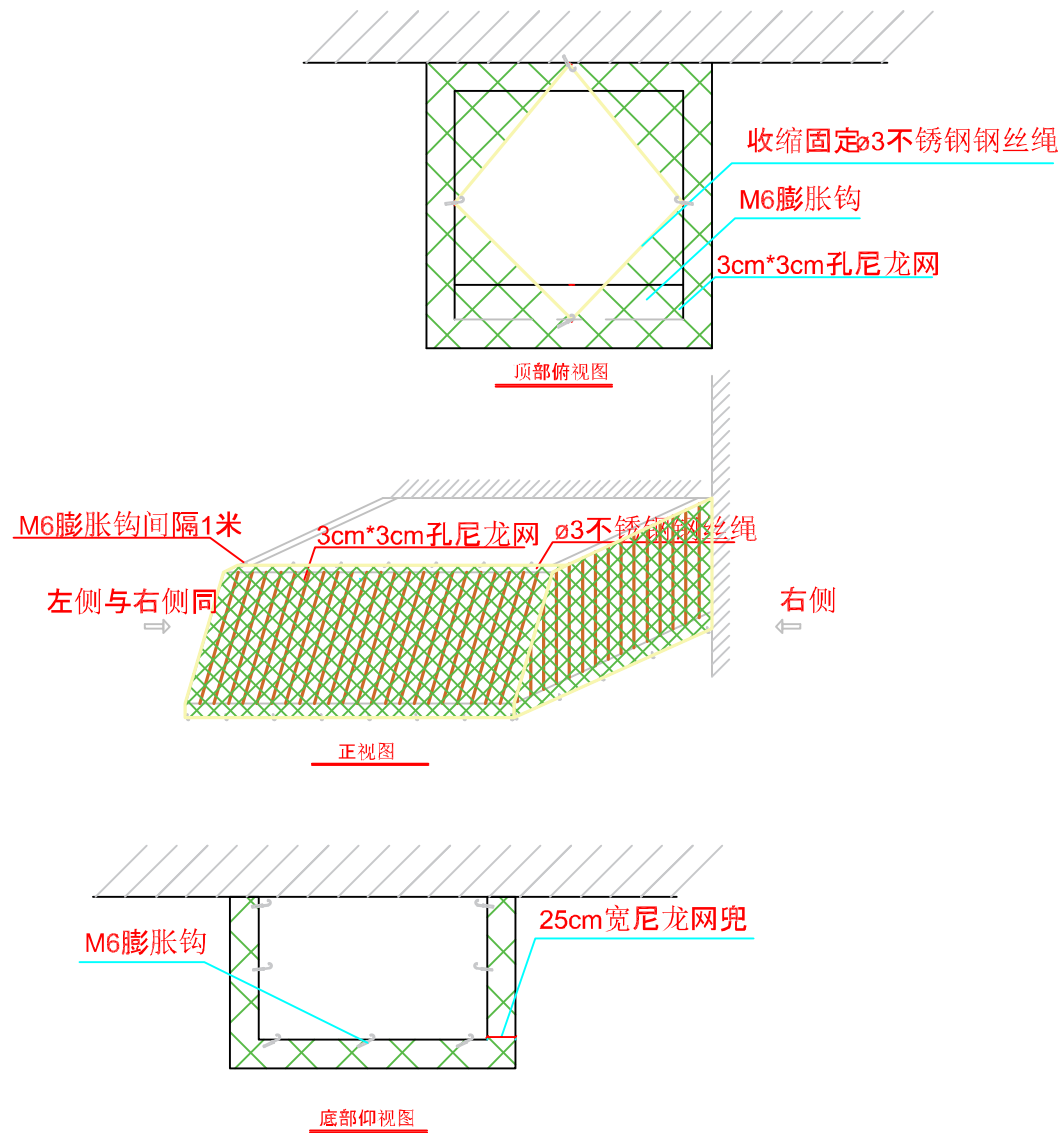 收缩固定ø3不锈钢钢丝绳
M6膨胀钩
3cm*3cm孔尼龙网
顶部俯视图
M6膨胀钩间隔1米
3cm*3cm孔尼龙网
ø3不锈钢钢丝绳
左侧与右侧同
右侧
正视图
25cm宽尼龙网兜
M6膨胀钩
底部仰视图